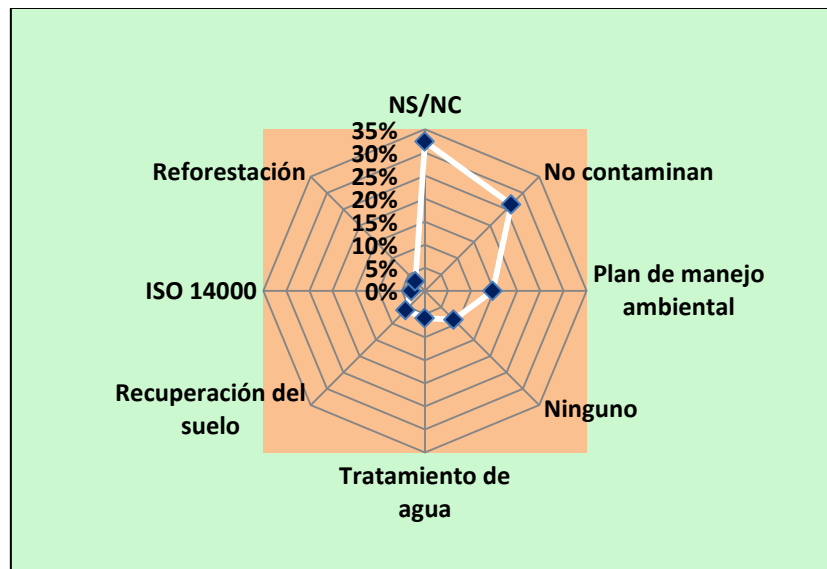 NS/NC
35%
30%
25%
20%
15%
10%
5%
0%
No contaminan
Plan de manejo
ambiental
Ninguno
Tratamiento de
agua
Recuperación del
suelo
ISO 14000
Reforestación